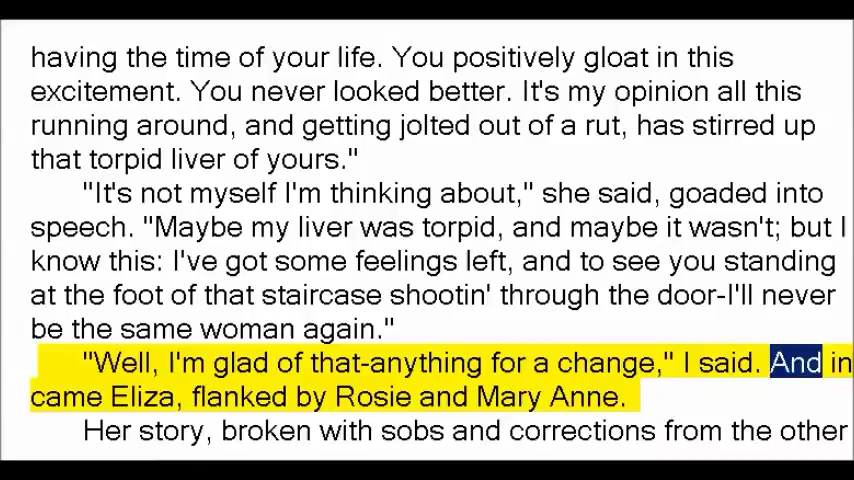 having the time of your life. You positively gloat in this
excitement. You never looked better. It's my opinion all this
running around, and getting jolted out of a rut, has stirred up
that torpid liver of yours."
"It's not myself I'm thinking about," she said, goaded into
speech. "Maybe my liver was torpid, and maybe it wasn't; but I
know this: I've got some feelings left, and to see you standing
at the foot of that staircase shootin' through the door-I'll never
be the same woman again."
"Well, I'm glad of that-anything for a change," I said. And in
came Eliza, flanked by Rosie and Mary Anne.
Her story, broken with sobs and corrections from the other